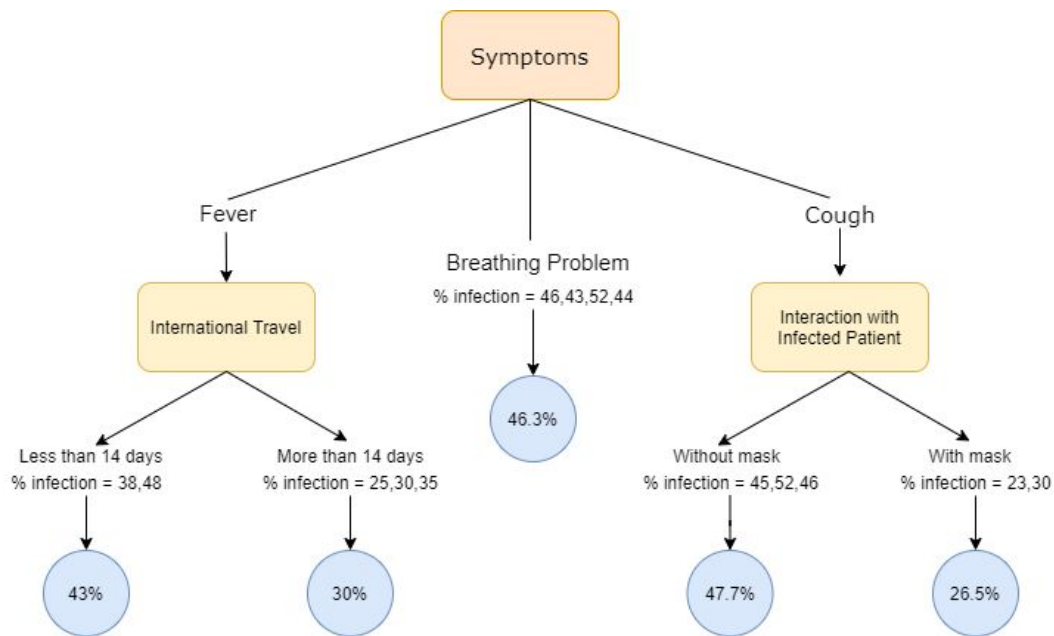 Symptoms
Fever
Cough
Breathing Problem
% infection = 46,43,52,44
International Travel
Interaction with
Infected Patient
46.3%
Less than 14 days
% infection = 38,48
More than 14 days
% infection = 25,30,35
Without mask
% infection = 45,52,46
With mask
% infection = 23,30
43%
30%
47.7%
26.5%